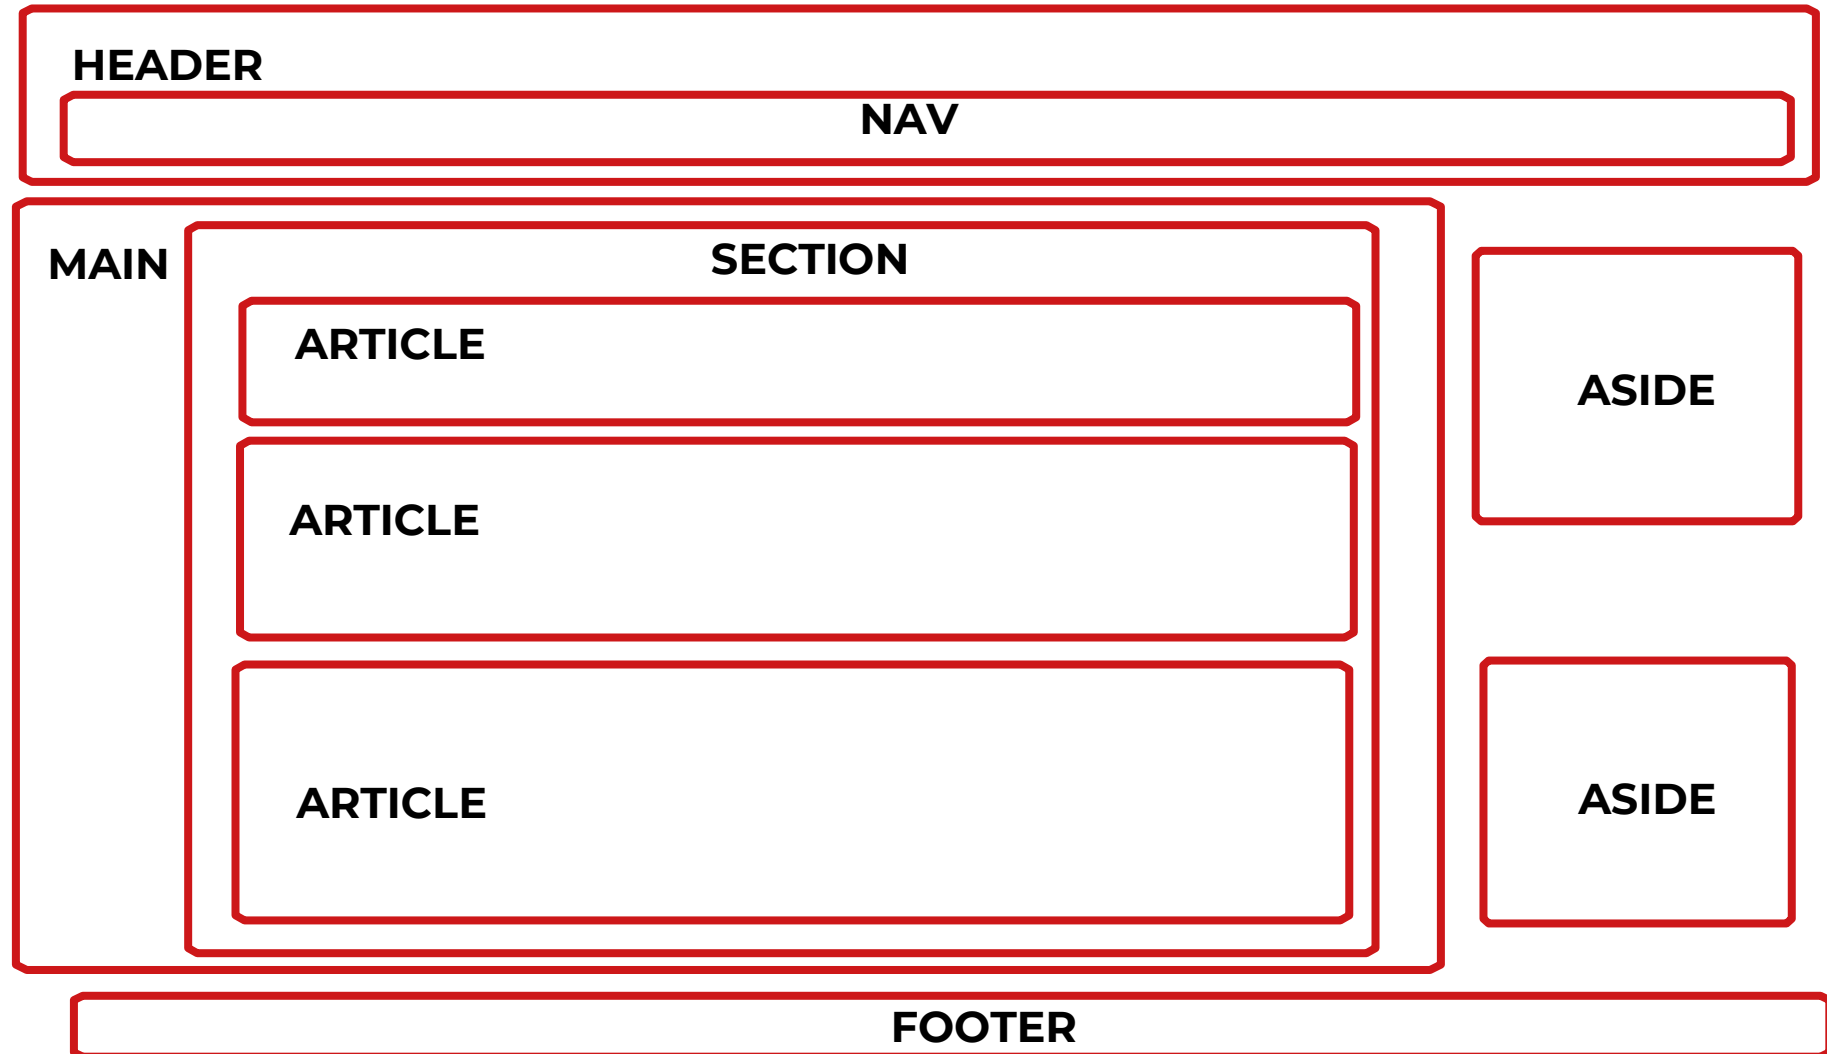 HEADER
NAV
MAIN
SECTION
ARTICLE
ARTICLE
ARTICLE
ASIDE
ASIDE
FOOTER